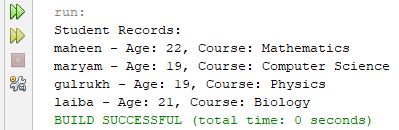 run:
Student Records:
maheen - Age: 22, Course: Mathematics
maryam - Age: 19, Course: Computer Science
gulrukh - Age: 19, Course: Physics
laiba - Age: 21, Course: Biology
BUILD SUCCESSFUL (total time: 0 seconds)